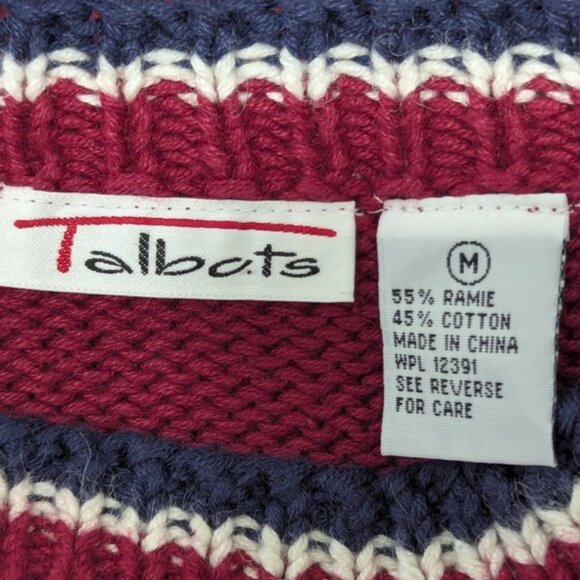 Talbots
M
55% RAMIE
45% COTTON
MADE IN CHINA
WPL 12391
SEE REVERSE
FOR CARE